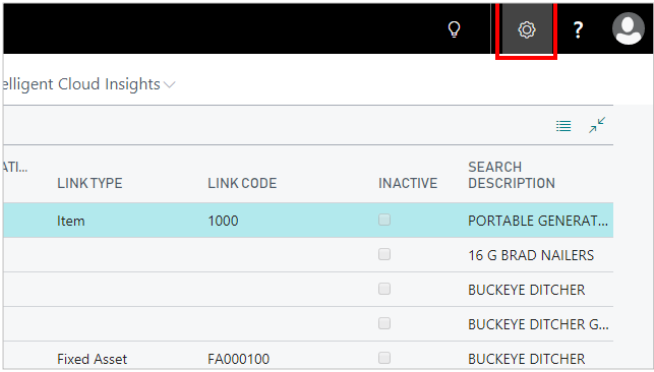 ?
elligent Cloud Insights
ATI...
LINK TYPE
LINK CODE
INACTIVE
SEARCH
DESCRIPTION
Item
1000
PORTABLE GENERAT...
16 G BRAD NAILERS
BUCKEYE DITCHER
BUCKEYE DITCHER G...
Fixed Asset
FA000100
BUCKEYE DITCHER